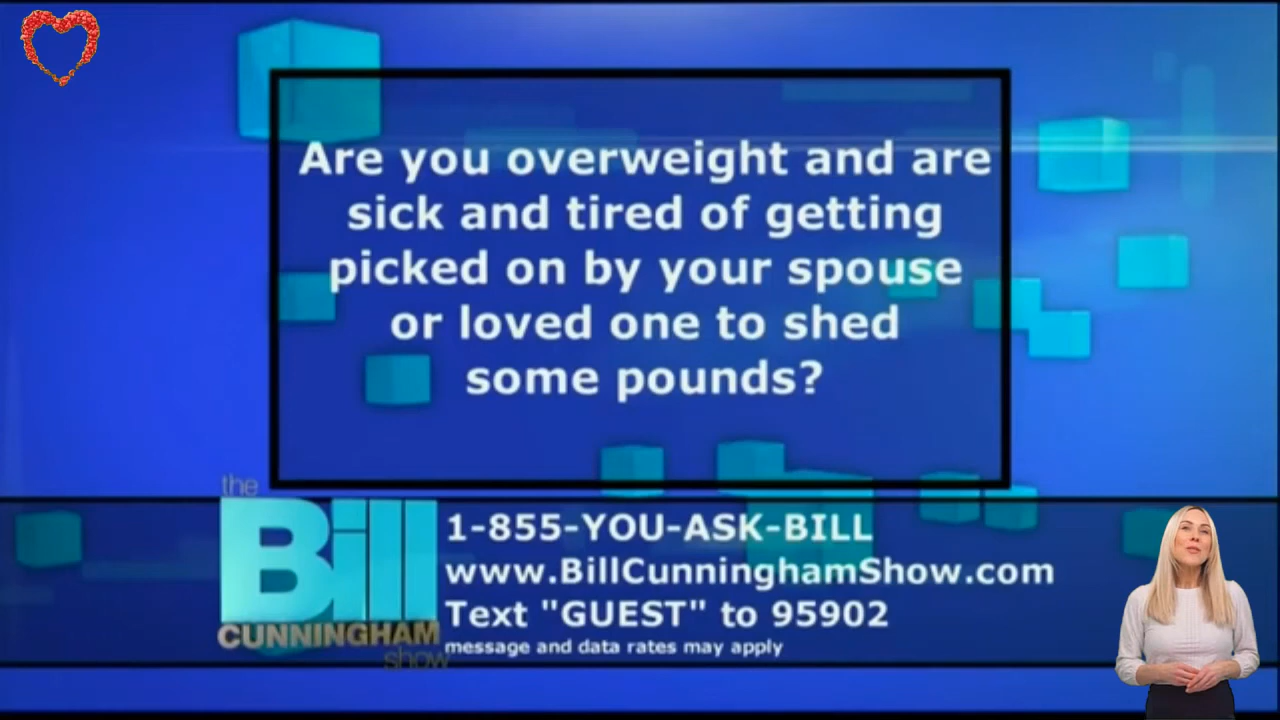 Are you overweight and are
sick and tired of getting
picked on by your spouse
or loved one to shed
some pounds?
the
Bill
CUNNINGHAM
show
1-855-YOU-ASK-BILL
www.BillCunninghamShow.com
Text "GUEST" to 95902
message and data rates may apply